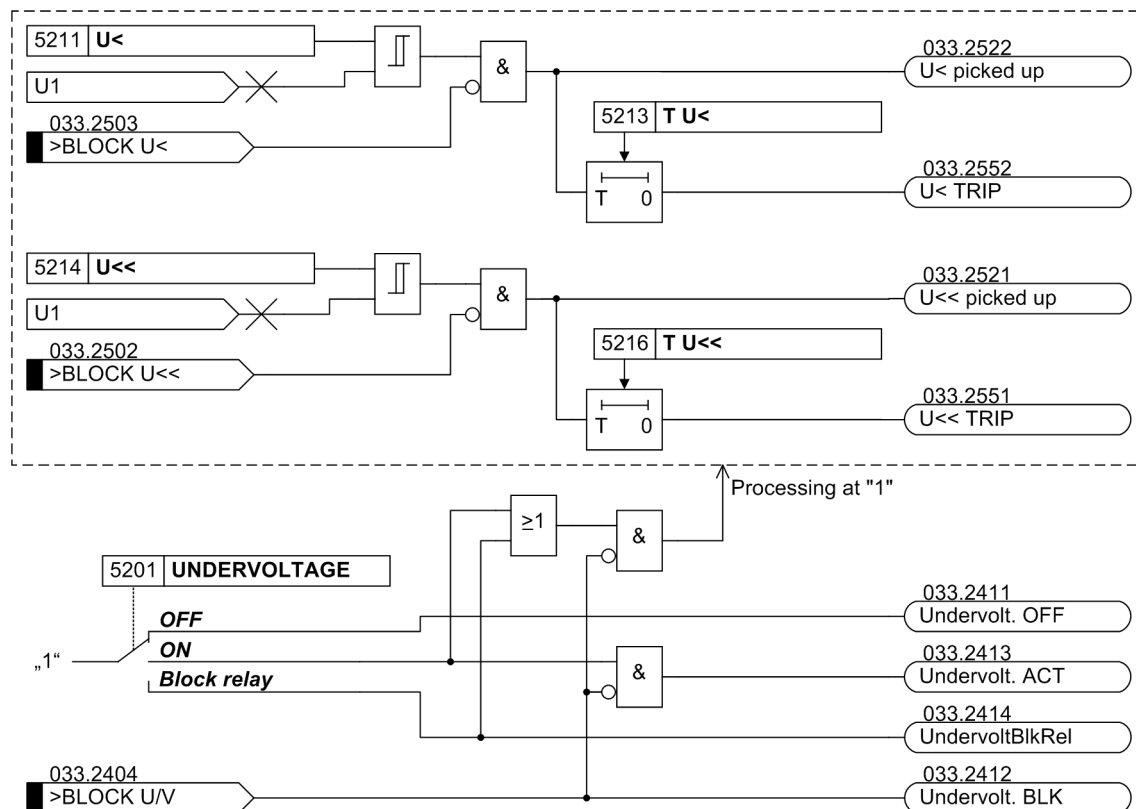 5211 U<
U1
033.2503
>BLOCK U<
&
033.2522
U< picked up
5213 T U<
T 0
033.2552
U< TRIP
5214 U<<
U1
033.2502
>BLOCK U<<
&
033.2521
U<< picked up
5216 T U<<
T 0
033.2551
U<< TRIP
Processing at "1"
≥1
&
5201 UNDERVOLTAGE
OFF
„1“
ON
Block relay
&
033.2411
Undervolt. OFF
033.2413
Undervolt. ACT
033.2414
UndervoltBlkRel
033.2404
>BLOCK U/V
033.2412
Undervolt. BLK